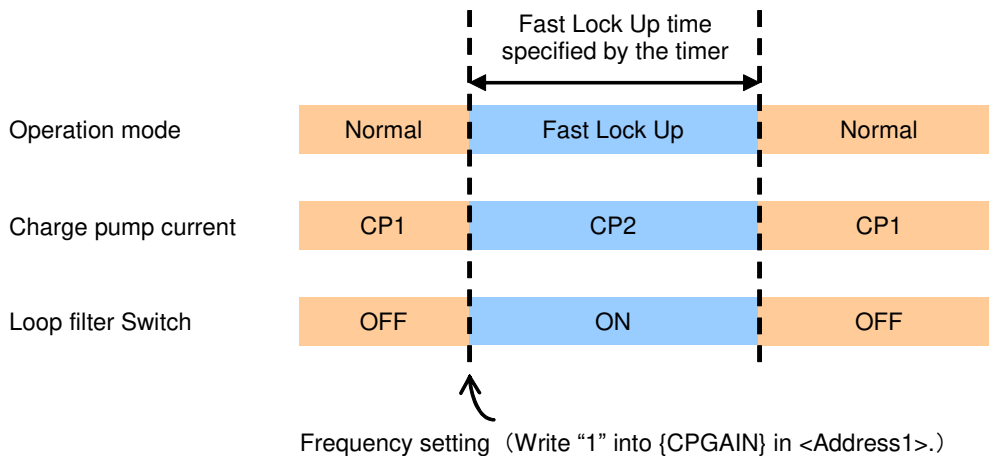 Fast Lock Up time
specified by the timer
Operation mode
Normal
Fast Lock Up
Normal
Charge pump current
CP1
CP2
CP1
Loop filter Switch
OFF
ON
OFF
Frequency setting（Write “1” into {CPGAIN} in <Address1>.）